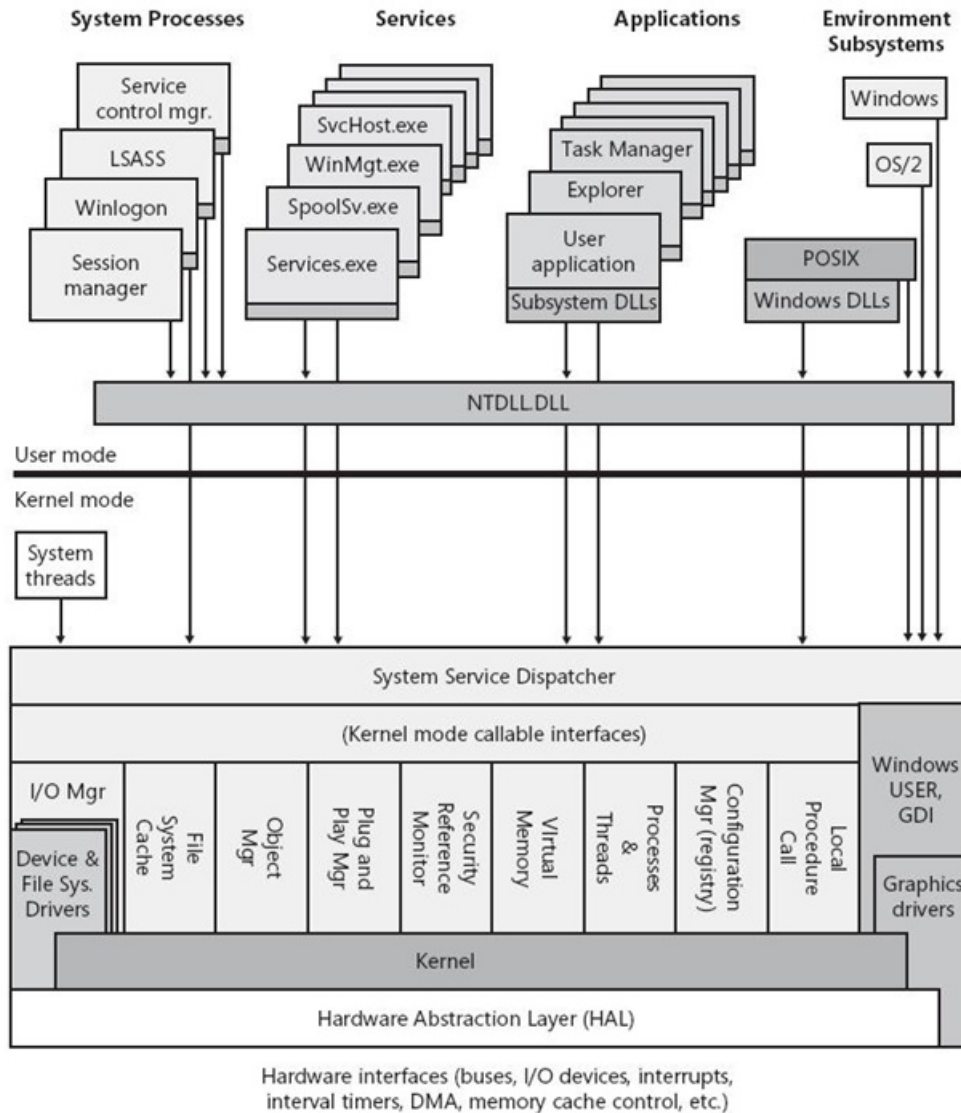 System Processes
Services
Applications
Environment
Subsystems
Service
control mgr.
LSASS
Winlogon
Session
manager
SvcHost.exe
WinMgt.exe
SpoolSv.exe
Services.exe
Task Manager
Explorer
User
application
Subsystem DLLs
Windows
OS/2
POSIX
Windows DLLs
NTDLL.DLL
User mode
Kernel mode
System
threads
System Service Dispatcher
(Kernel mode callable interfaces)
I/O Mgr
Device &
File Sys.
Drivers
File
System
Cache
Object
Mgr
Plug and
Play Mgr
Security
Reference
Monitor
VIrtual
Memory
Processes
&
Threads
Configuration
Mgr (registry)
Local
Procedure
Call
Windows
USER,
GDI
Graphics
drivers
Kernel
Hardware Abstraction Layer (HAL)
Hardware interfaces (buses, I/O devices, interrupts,
interval timers, DMA, memory cache control, etc.)